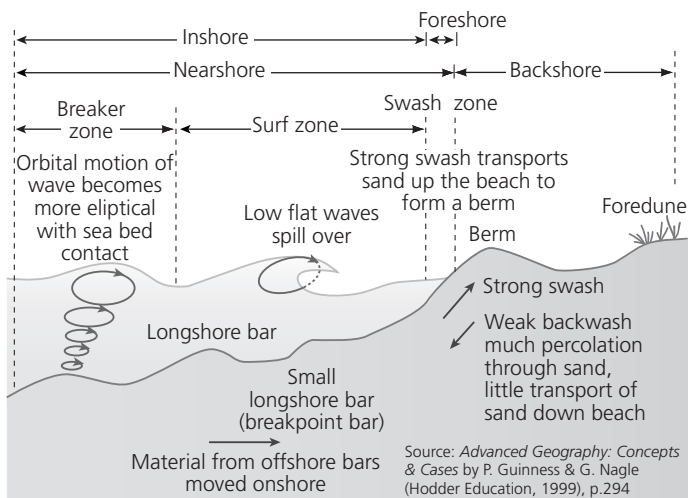 Foreshore
Inshore
Nearshore
Backshore
Breaker
zone
Surf zone
Swash zone
Orbital motion of
wave becomes
more eliptical
with sea bed
contact
Low flat waves
spill over
Strong swash transports
sand up the beach to
form a berm
Foredune
Berm
Strong swash
Weak backwash
much percolation
through sand,
little transport of
sand down beach
Longshore bar
Small
longshore bar
(breakpoint bar)
Material from offshore bars
moved onshore
Source: Advanced Geography: Concepts
& Cases by P. Guinness & G. Nagle
(Hodder Education, 1999), p.294